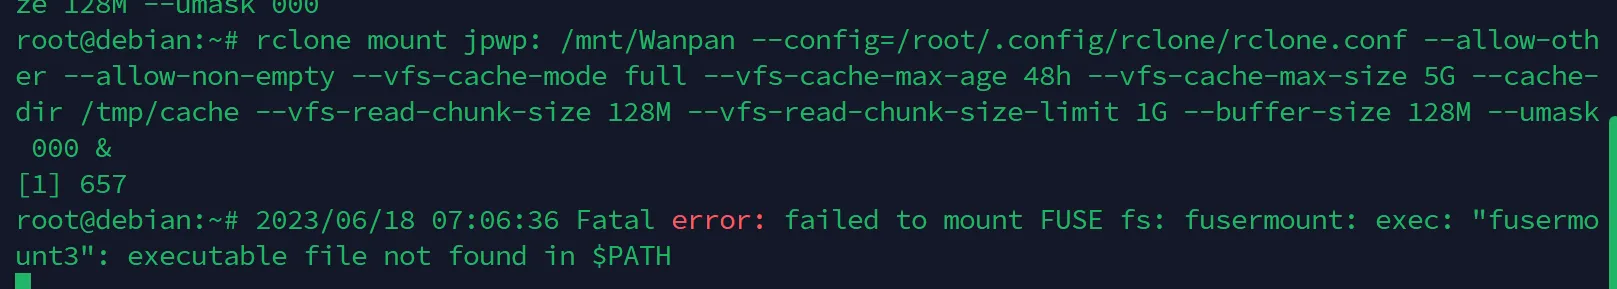 ze 128M --umask 000
root@debian:~# rclone mount jpwp: /mnt/Wanpan --config=/root/.config/rclone/rclone.conf --allow-oth
er --allow-non-empty --vfs-cache-mode full --vfs-cache-max-age 48h --vfs-cache-max-size 5G --cache-
dir /tmp/cache --vfs-read-chunk-size 128M --vfs-read-chunk-size-limit 1G --buffer-size 128M --umask
 000 &
[1] 657
root@debian:~# 2023/06/18 07:06:36 Fatal error: failed to mount FUSE fs: fusermount: exec: "fusermo
unt3": executable file not found in $PATH